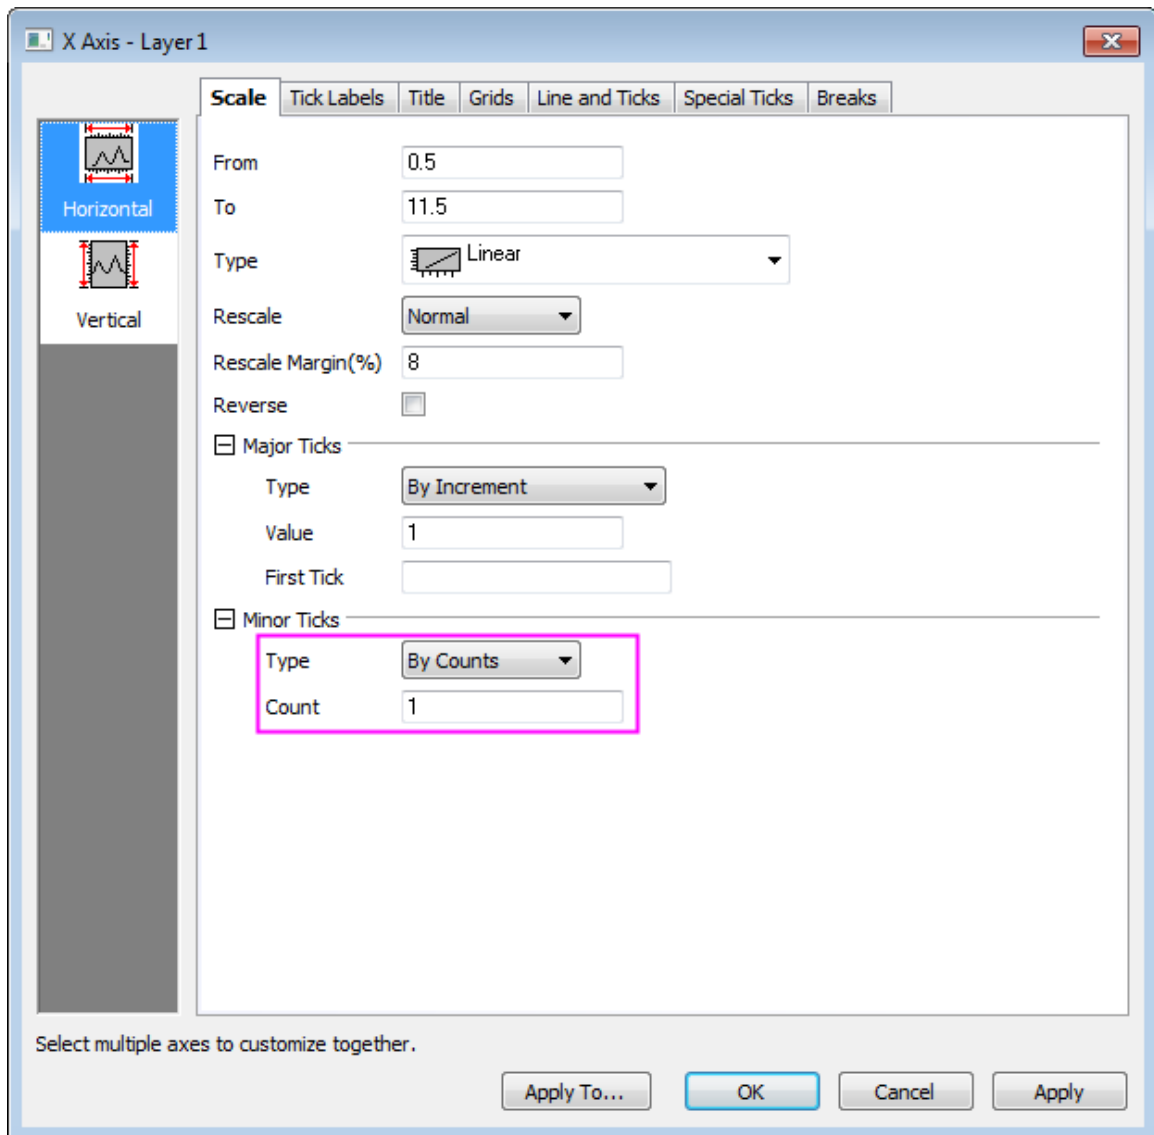 X Axis - Layer 1
Scale Tick Labels Title Grids Line and Ticks Special Ticks Breaks
Horizontal
Vertical
From 0.5
To 11.5
Type Linear
Rescale Normal
Rescale Margin(%) 8
Reverse
Major Ticks
Type By Increment
Value 1
First Tick
Minor Ticks
Type By Counts
Count 1
Select multiple axes to customize together.
Apply To... OK Cancel Apply